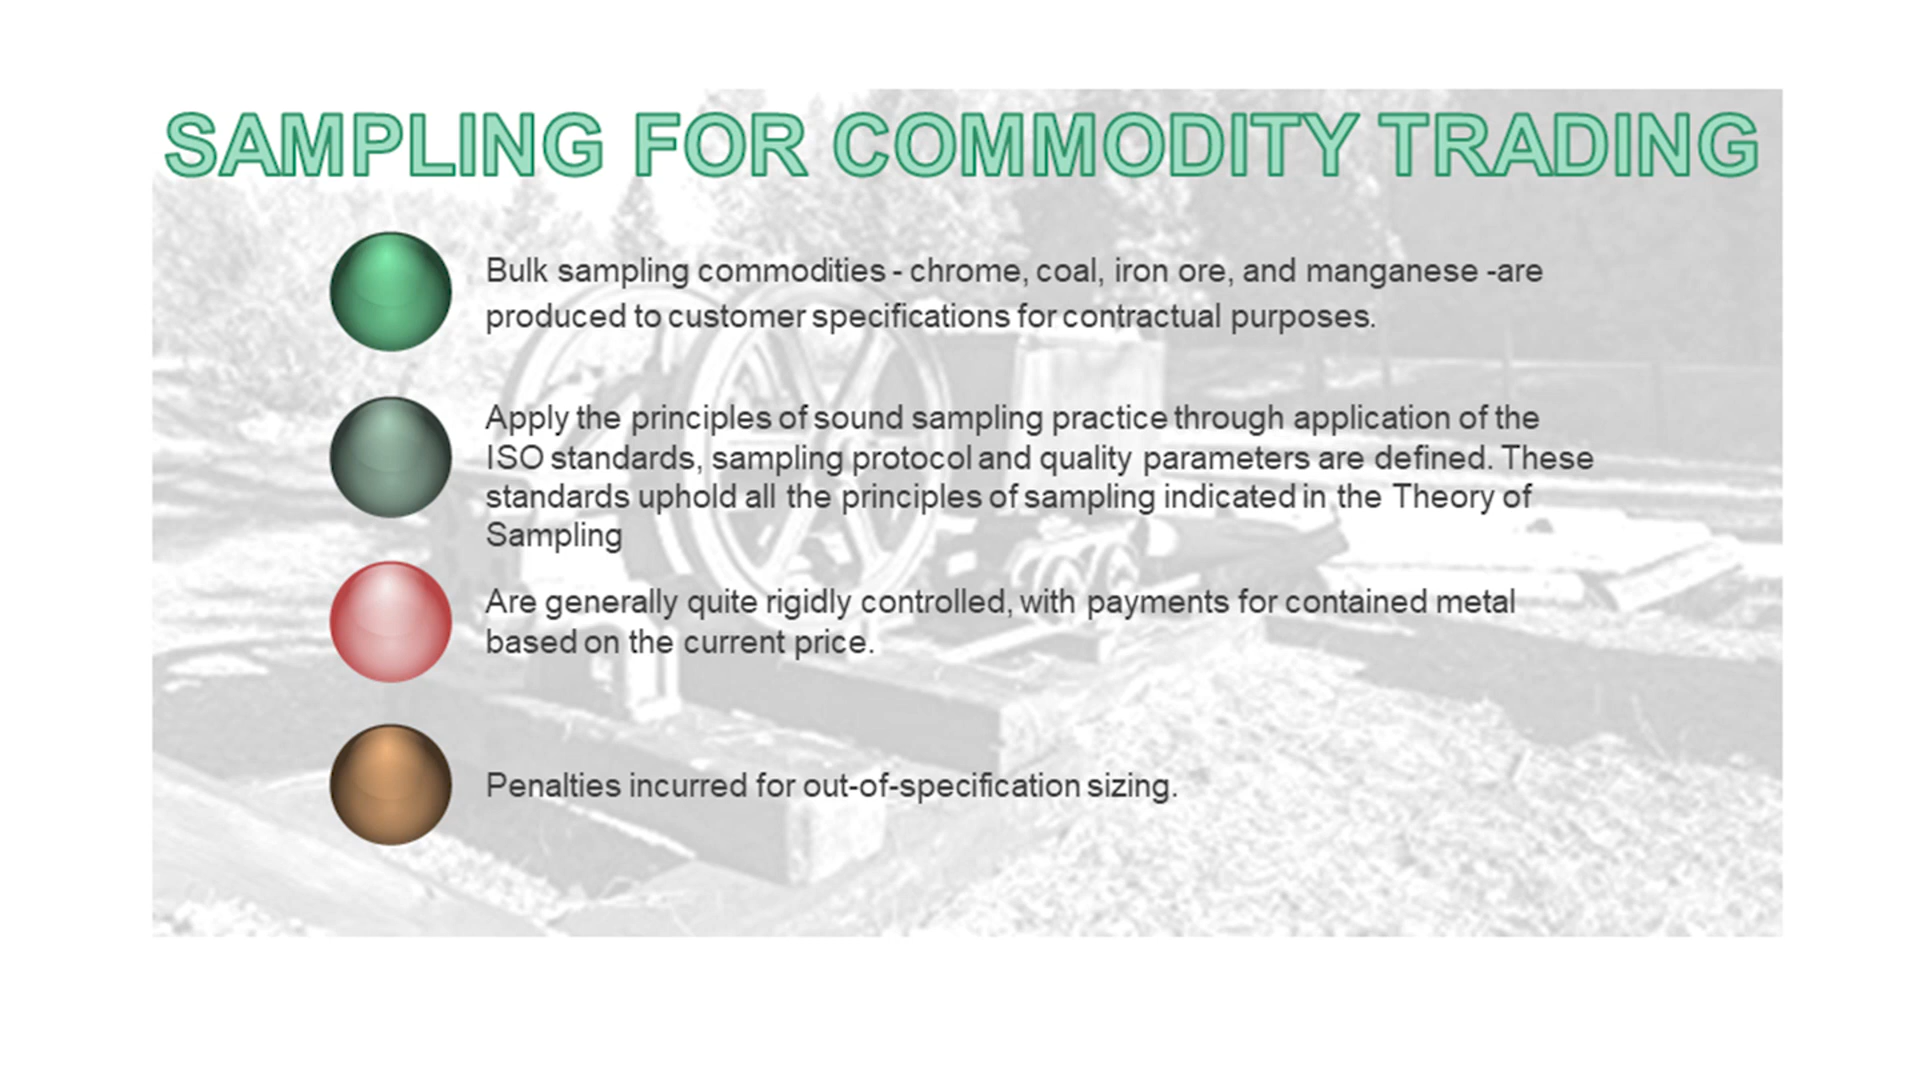 SAMPLING FOR COMMODITY TRADING
Bulk sampling commodities - chrome, coal, iron ore, and manganese -are
produced to customer specifications for contractual purposes.
Apply the principles of sound sampling practice through application of the
ISO standards, sampling protocol and quality parameters are defined. These
standards uphold all the principles of sampling indicated in the Theory of
Sampling
Are generally quite rigidly controlled, with payments for contained metal
based on the current price.
Penalties incurred for out-of-specification sizing.